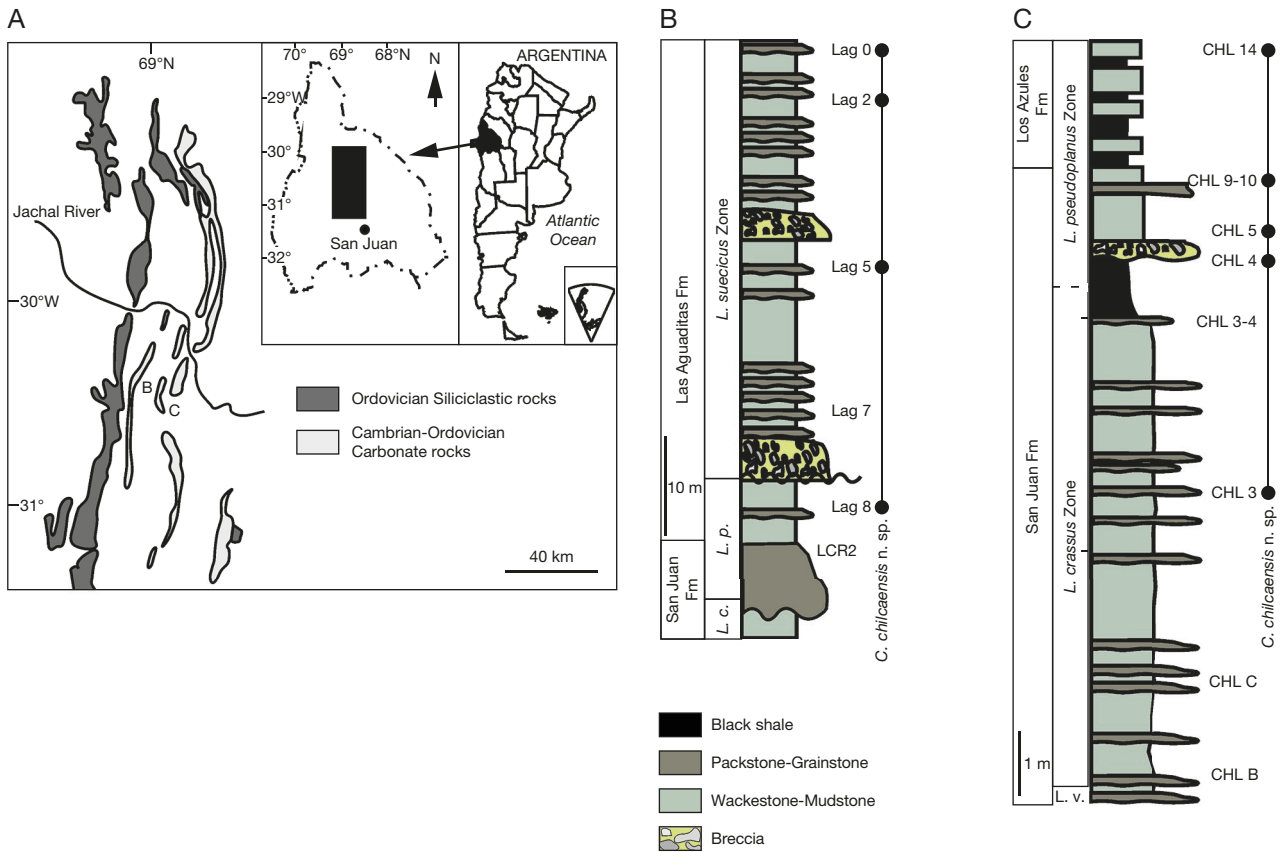 A
69°N
Jachal River
30°W
31°
B
C
40 km
Ordovician Siliciclastic rocks
Cambrian-Ordovician
Carbonate rocks
70°
69°
68°N
29°W
30°
31°
32°
San Juan
N
ARGENTINA
Atlantic
Ocean
B
Las Aguaditas Fm
San Juan
Fm
10 m
L. suecicus Zone
L. p.
L. c.
Lag 0
Lag 2
Lag 5
Lag 7
Lag 8
LCR2
C. chilcaensis n. sp.
Black shale
Packstone-Grainstone
Wackestone-Mudstone
Breccia
C
Los Azules
Fm
San Juan Fm
1 m
L. pseudoplanus Zone
L. crassus Zone
L. v.
CHL 14
CHL 9-10
CHL 5
CHL 4
CHL 3-4
CHL 3
CHL C
CHL B
C. chilcaensis n. sp.